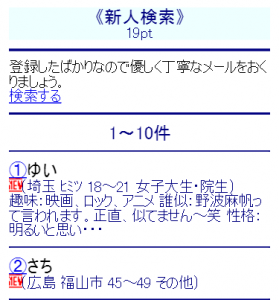 《新人検索》
19pt
登録したばかりなので優しく丁寧なメールをおく
りましょう。
検索する
1～10件
①ゆい
NEW(埼玉 ヒミツ 18～21 女子大生・院生)
趣味：映画、ロック、アニメ 誰似：野波麻帆っ
て言われます。正直、似てません～笑 性格：
明るいと思い・・・
②さち
NEW(広島 福山市 45～49 その他)